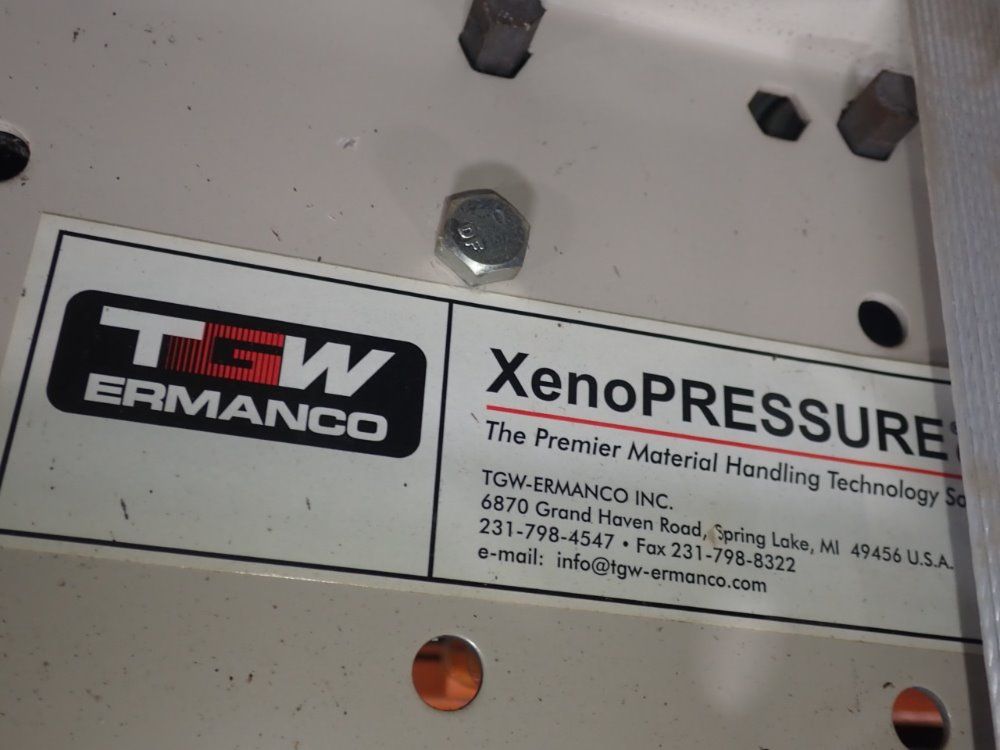 DF
TGW
ERMANCO
XenoPRESSURE
The Premier Material Handling Technology
TGW-ERMANCO INC.
6870 Grand Haven Road, Spring Lake, MI 49456 U.S.A.
231-798-4547 • Fax 231-798-8322
e-mail: info@tgw-ermanco.com